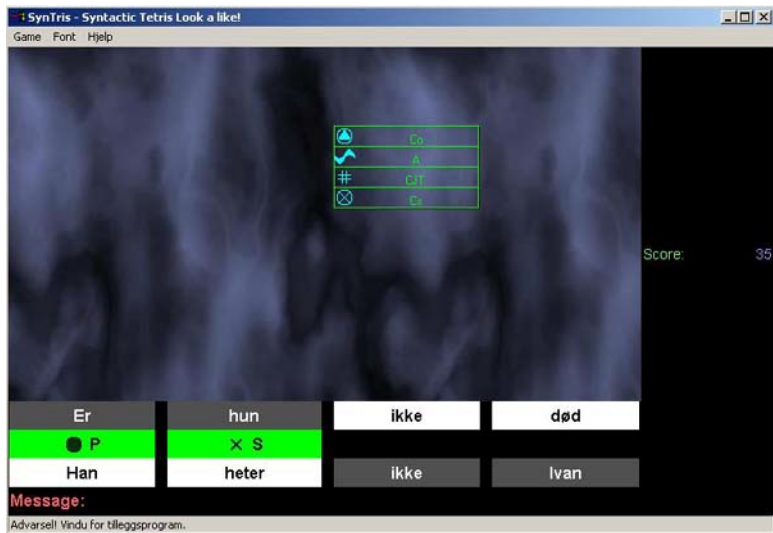 SynTris - Syntactic Tetris Look a like!
Game Font Hjelp
Co
A
CJT
Cs
Score: 35
Er hun ikke død
P S
Han heter ikke Ivan
Message:
Advarsel! Vindu for tilleggsprogram.